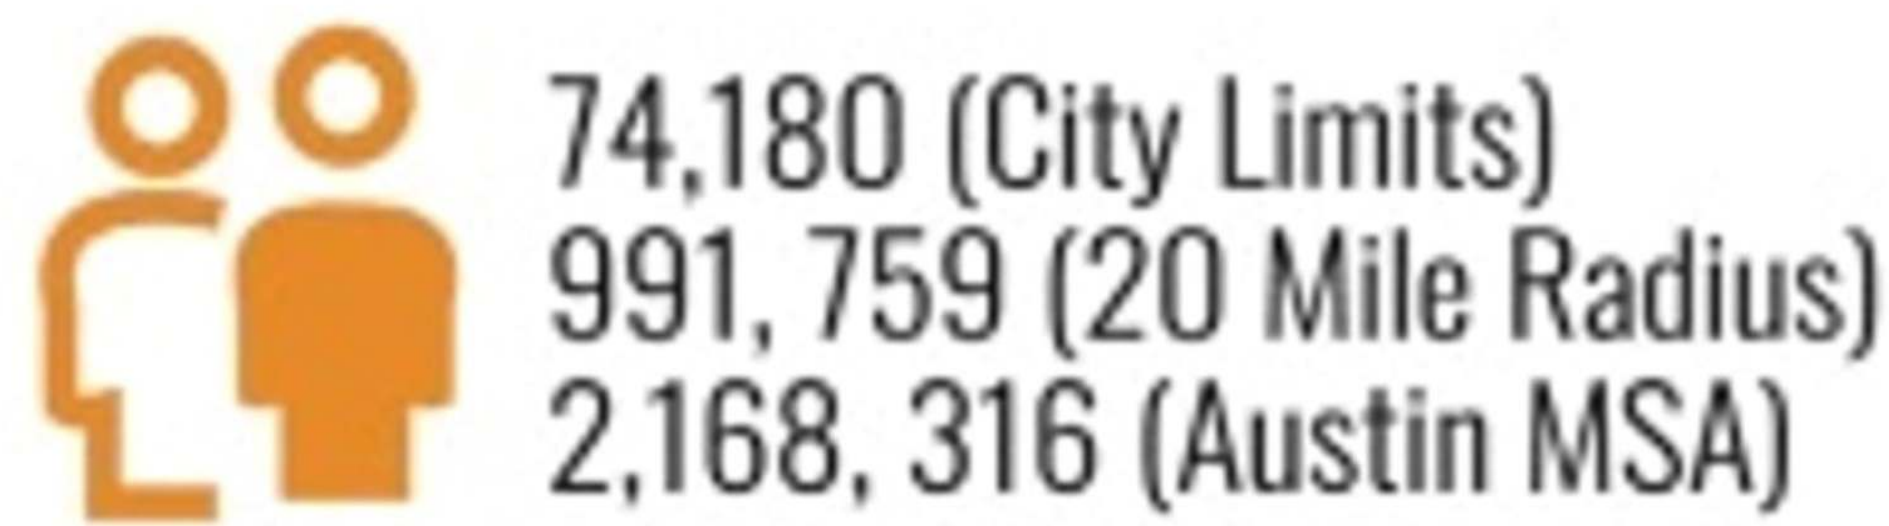 74,180 (City Limits)
991, 759 (20 Mile Radius)
2,168, 316 (Austin MSA)